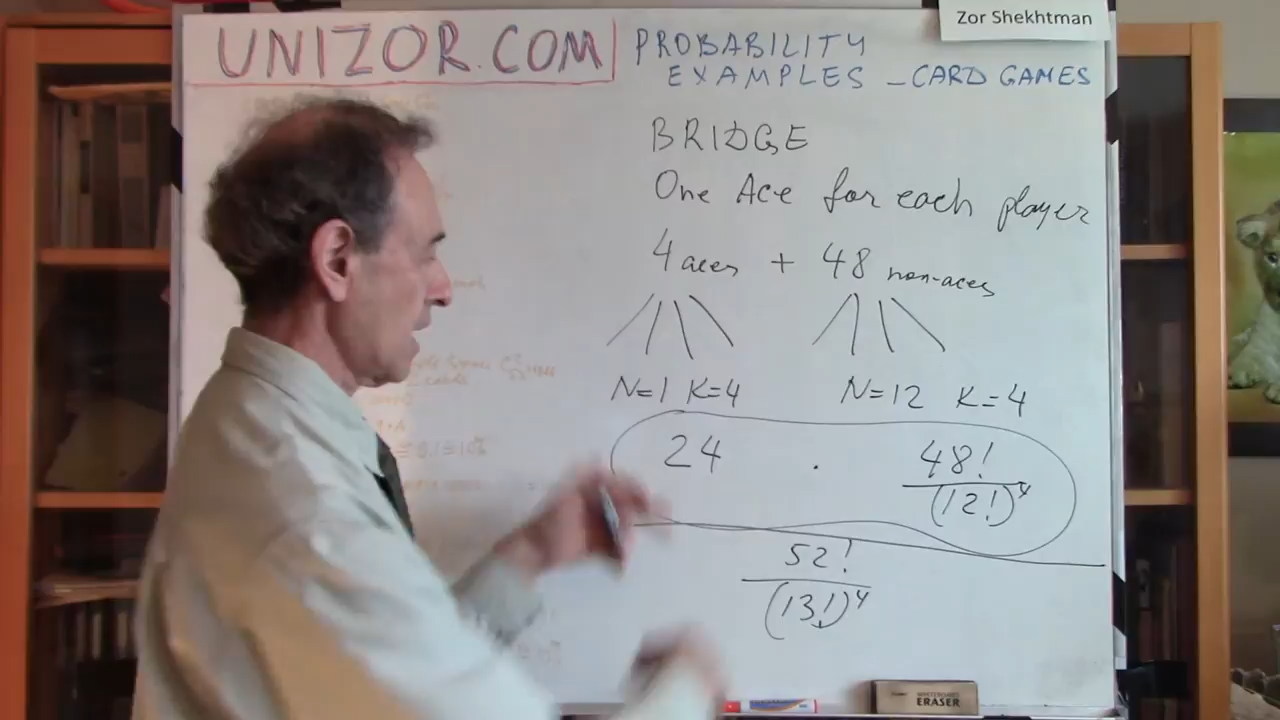 Zor Shekhtman
UNIZOR.COM
PROBABILITY
EXAMPLES - CARD GAMES
BRIDGE
One Ace for each player
4 aces + 48 non-aces
N=1 K=4 N=12 K=4
24 · 48!
(12!)⁴
52!
(13!)⁴
ERASER